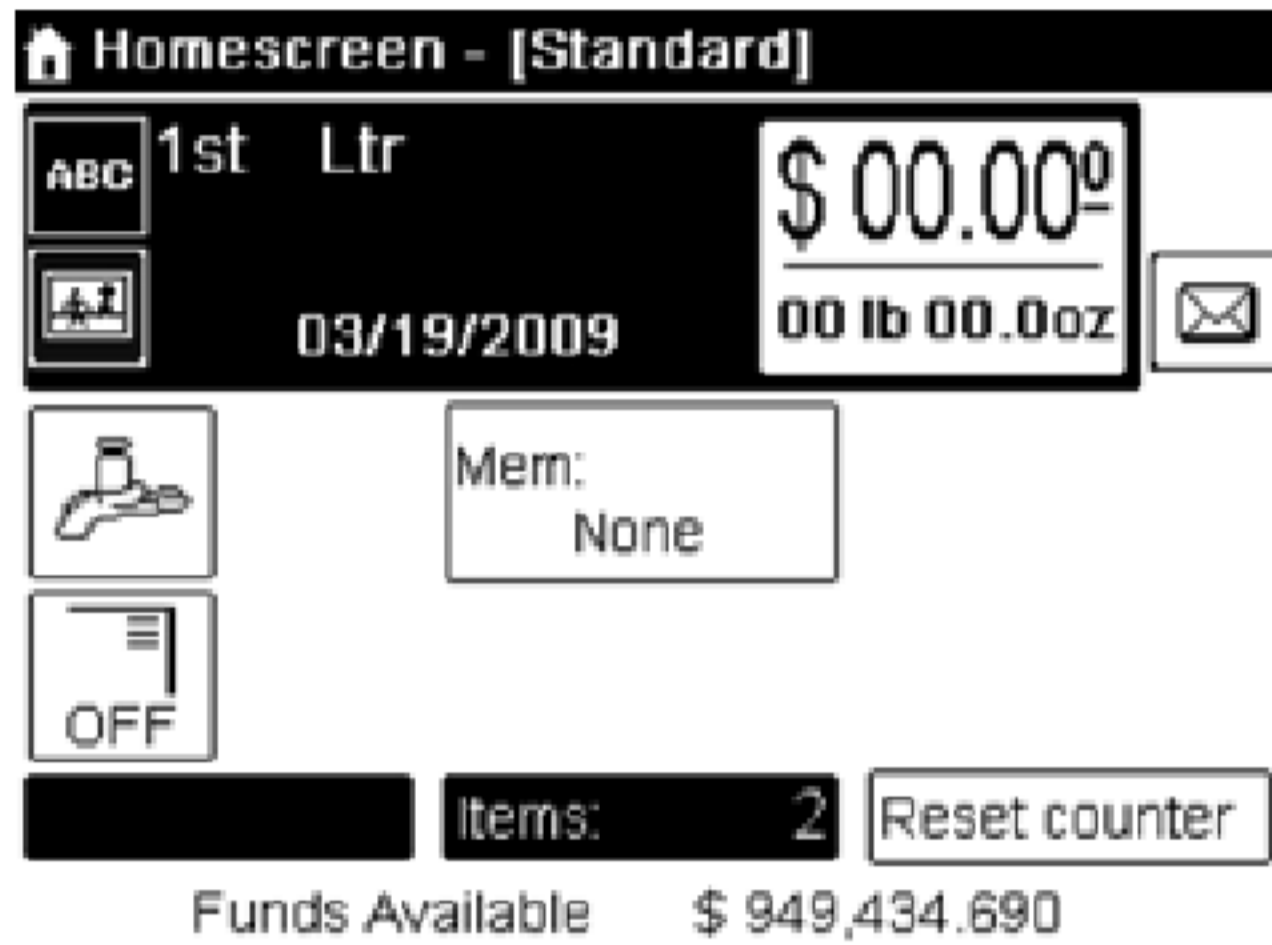 Homescreen - [Standard]
ABC 1st Ltr
$ 00.00º
03/19/2009
00 lb 00.0oz
Mem:
None
OFF
Items: 2
Reset counter
Funds Available $ 949,434.690